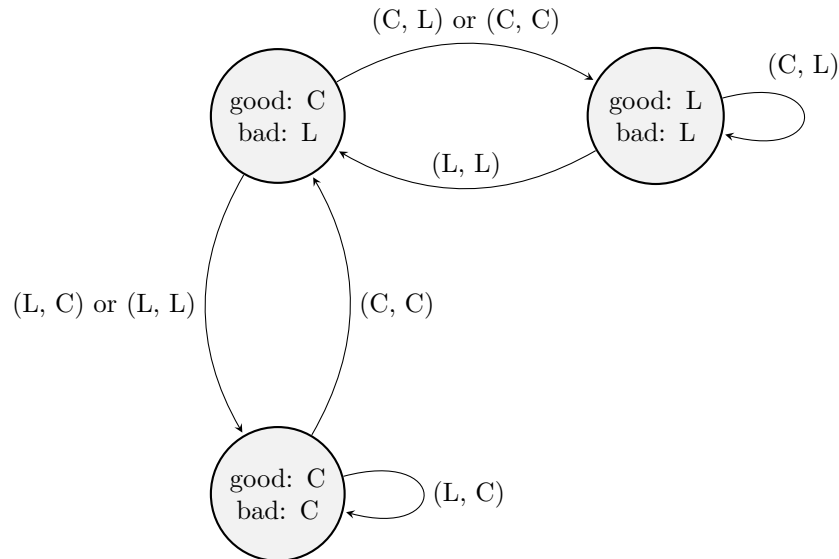 (C, L) or (C, C)
(C, L)
good: C
bad: L
good: L
bad: L
(L, L)
(L, C) or (L, L)
(C, C)
good: C
bad: C
(L, C)